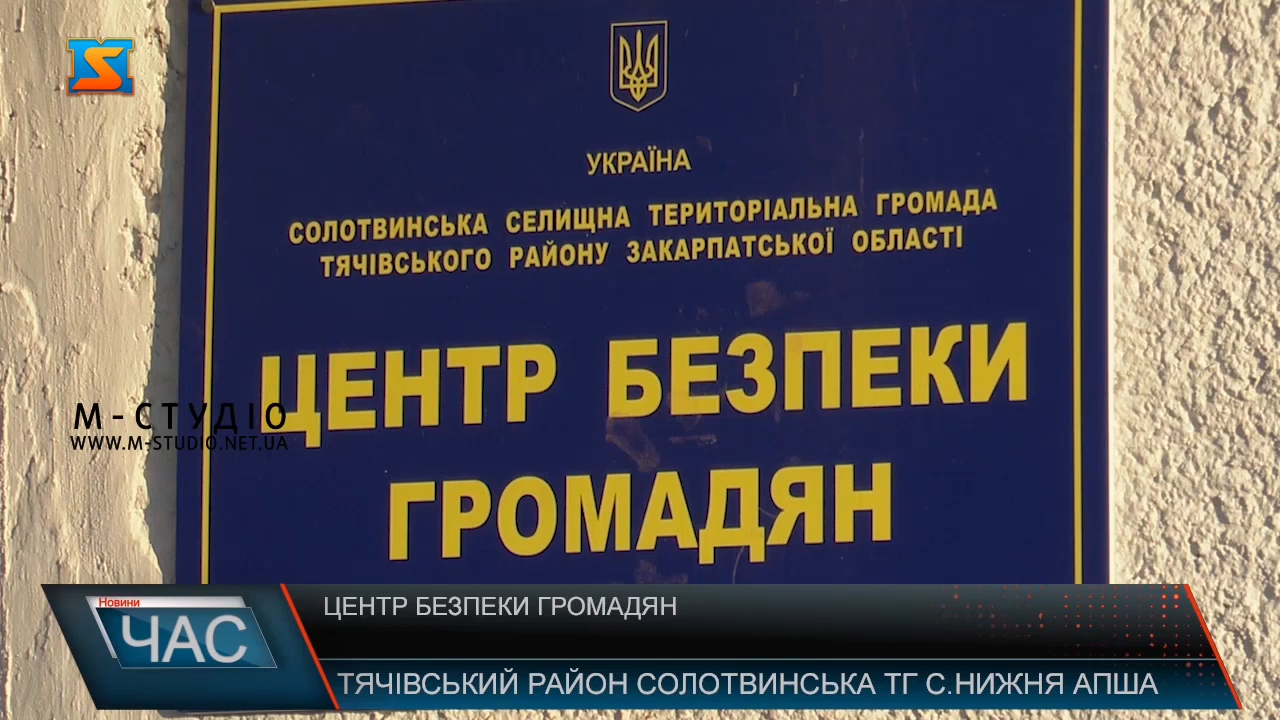 УКРАЇНА
СОЛОТВИНСЬКА СЕЛИЩНА ТЕРИТОРІАЛЬНА ГРОМАДА
ТЯЧІВСЬКОГО РАЙОНУ ЗАКАРПАТСЬКОЇ ОБЛАСТІ
ЦЕНТР БЕЗПЕКИ
ГРОМАДЯН
М-СТУДІО
WWW.M-STUDIO.NET.UA
Новини
ЧАС
ЦЕНТР БЕЗПЕКИ ГРОМАДЯН
ТЯЧІВСЬКИЙ РАЙОН СОЛОТВИНСЬКА ТГ С.НИЖНЯ АПША